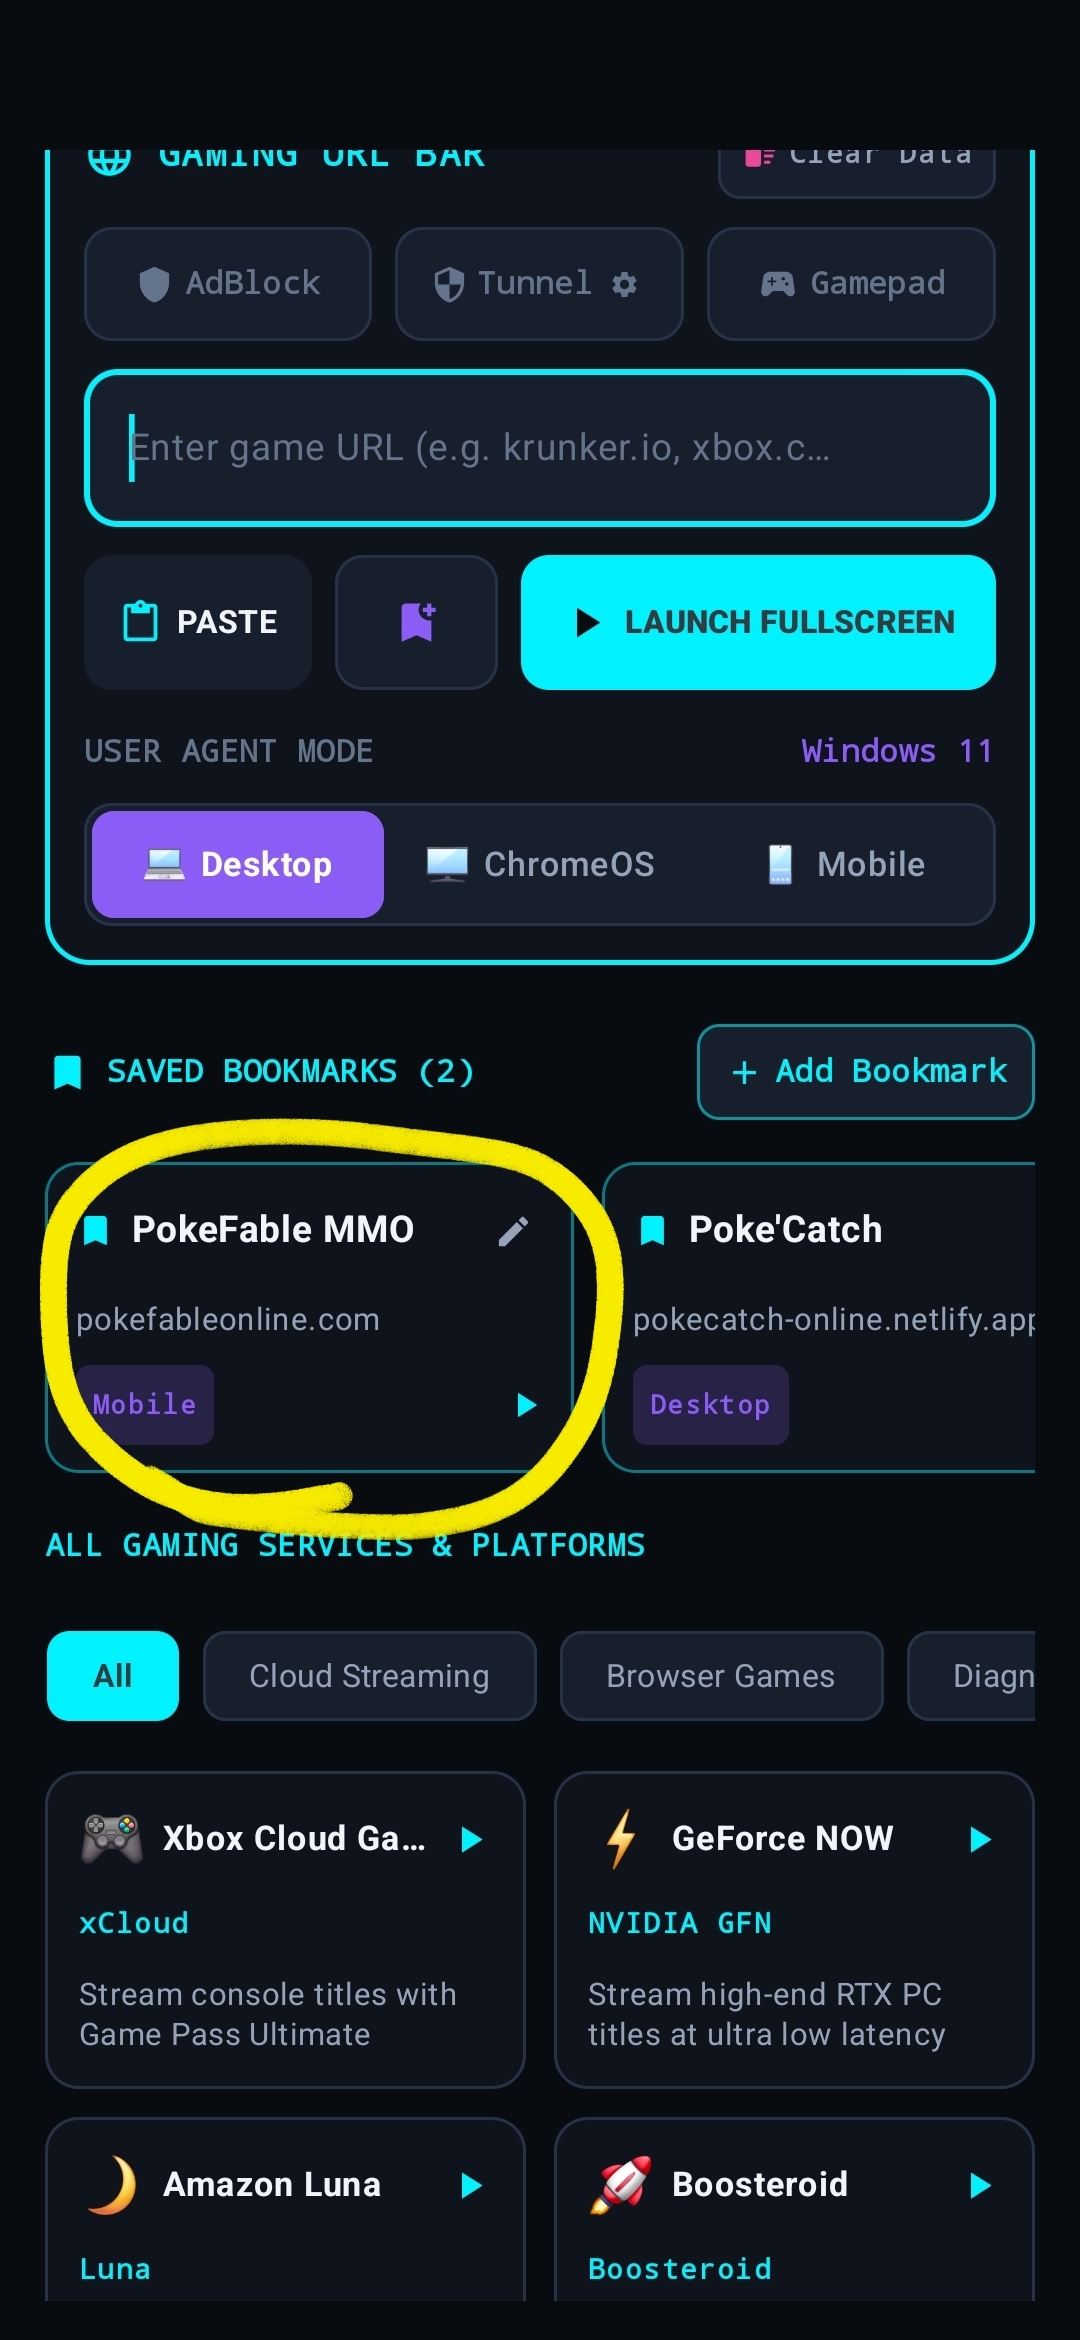 GAMING URL BAR
Clear Data
AdBlock
Tunnel
Gamepad
Enter game URL (e.g. krunker.io, xbox.c...
PASTE
LAUNCH FULLSCREEN
USER AGENT MODE
Windows 11
Desktop
ChromeOS
Mobile
SAVED BOOKMARKS (2)
+ Add Bookmark
PokeFable MMO
pokefableonline.com
Mobile
Poke'Catch
pokecatch-online.netlify.app
Desktop
ALL GAMING SERVICES & PLATFORMS
All
Cloud Streaming
Browser Games
Diagn
Xbox Cloud Ga...
xCloud
Stream console titles with
Game Pass Ultimate
GeForce NOW
NVIDIA GFN
Stream high-end RTX PC
titles at ultra low latency
Amazon Luna
Luna
Boosteroid
Boosteroid